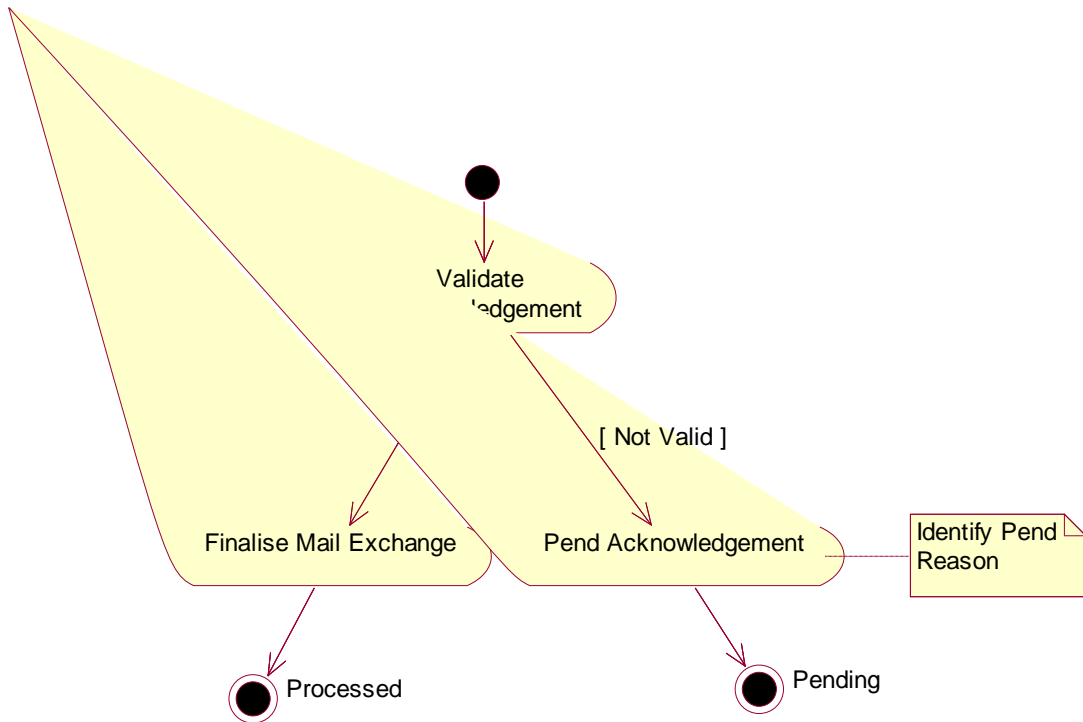 Validate
ledgement
[ Not Valid ]
Finalise Mail Exchange
Pend Acknowledgement
Identify Pend
Reason
Processed
Pending